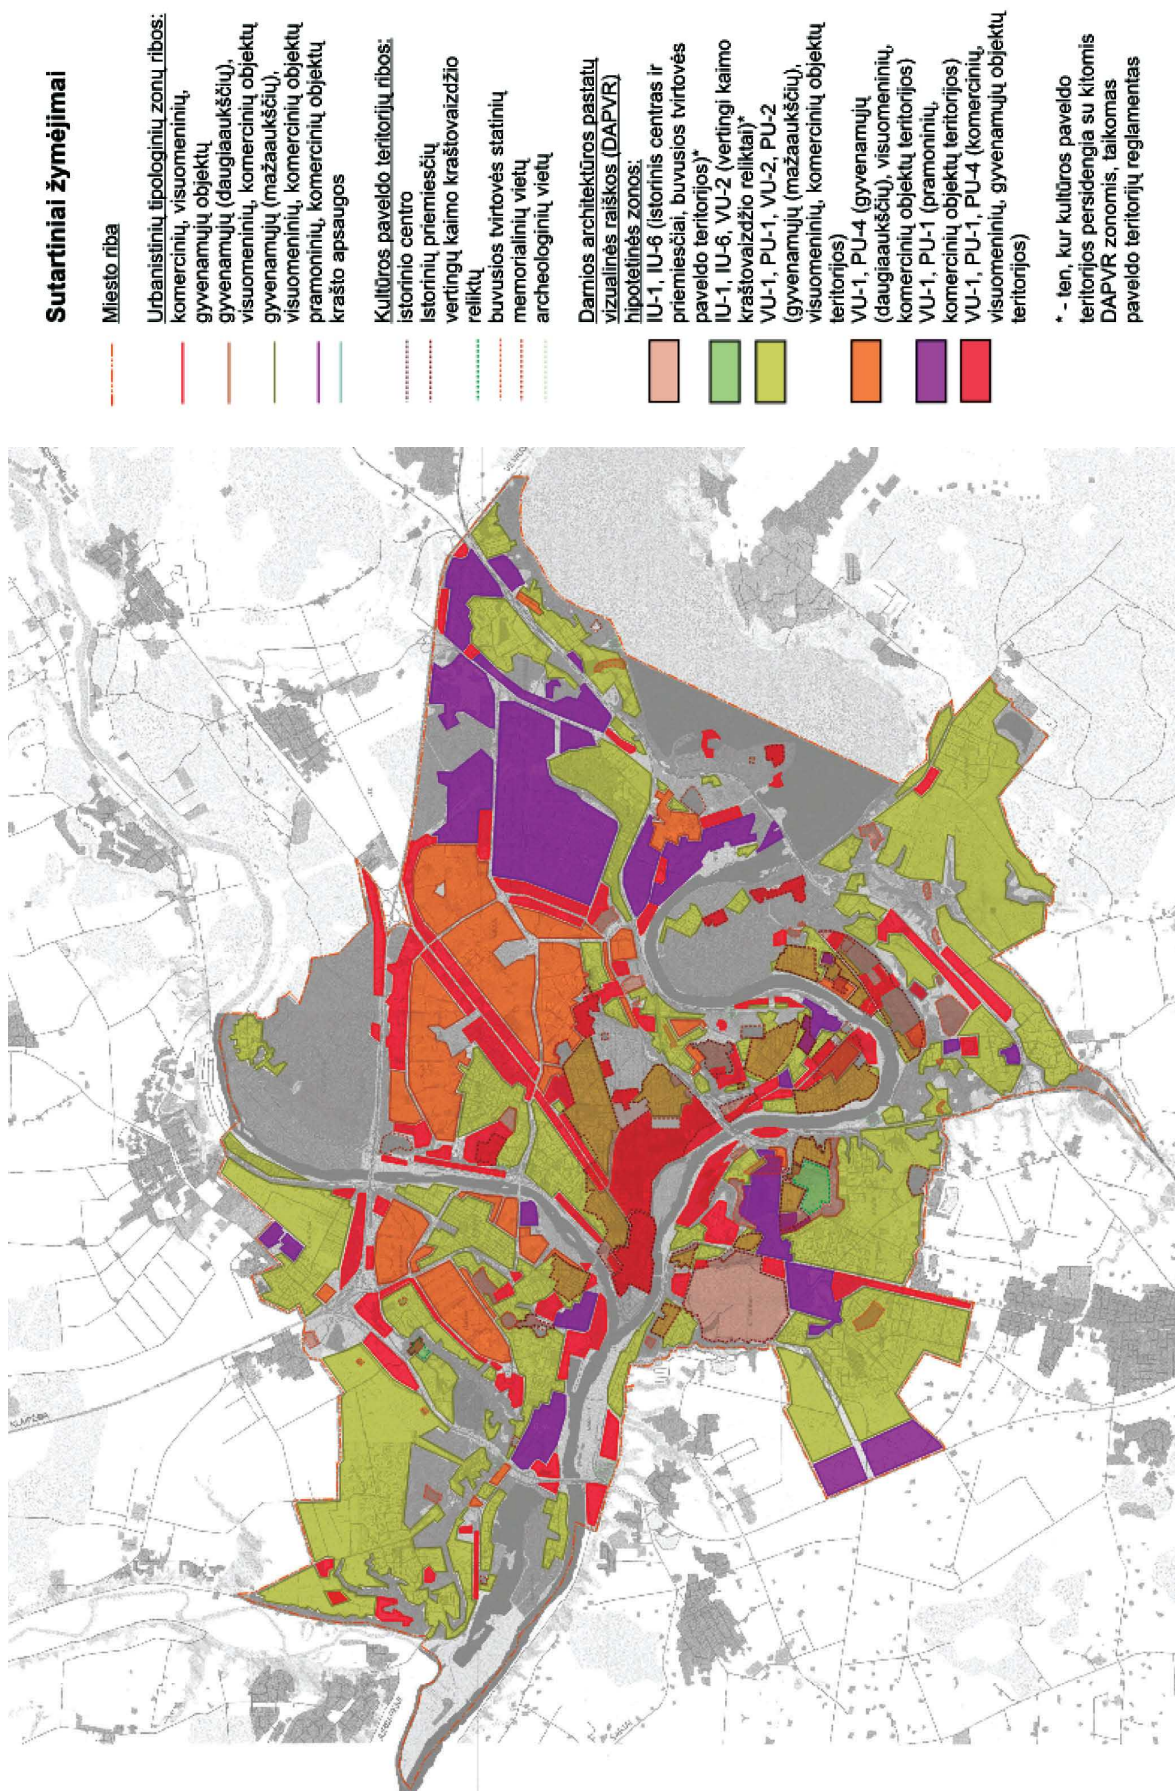 Sutartiniai žymėjimai
Miesto riba
Urbanistinių tipologinių zonų ribos:
komercinių, visuomeninių,
gyvenamųjų objektų
gyvenamųjų (daugiaaukščių),
visuomeninių, komercinių objektų
gyvenamųjų (mažaaukščių),
visuomeninių, komercinių objektų
pramoninių, komercinių objektų
krašto apsaugos
Kultūros paveldo teritorijų ribos:
istorinio centro
Istorinių priemiesčių
vertingų kaimo kraštovaizdžio
reliktų
buvusios tvirtovės statinių
memorialinių vietų
archeologinių vietų
Darnios architektūros pastatų
vizualinės raiškos (DAPVR)
hipotetinės zonos:
IU-1, IU-6 (istorinis centras ir
priemiesčiai, buvusios tvirtovės
paveldo teritorijos)*
IU-1, IU-6, VU-2 (vertingi kaimo
kraštovaizdžio reliktai)*
VU-1, PU-1, VU-2, PU-2
(gyvenamųjų (mažaaukščių),
visuomeninių, komercinių objektų
teritorijos)
VU-1, PU-4 (gyvenamųjų
(daugiaaukščių), visuomeninių,
komercinių objektų teritorijos)
VU-1, PU-1 (pramoninių,
komercinių objektų teritorijos)
VU-1, PU-1, PU-4 (komercinių,
visuomeninių, gyvenamųjų objektų
teritorijos)
* - ten, kur kultūros paveldo
teritorijos persidengia su kitomis
DAPVR zonomis, taikomas
paveldo teritorijų reglamentas